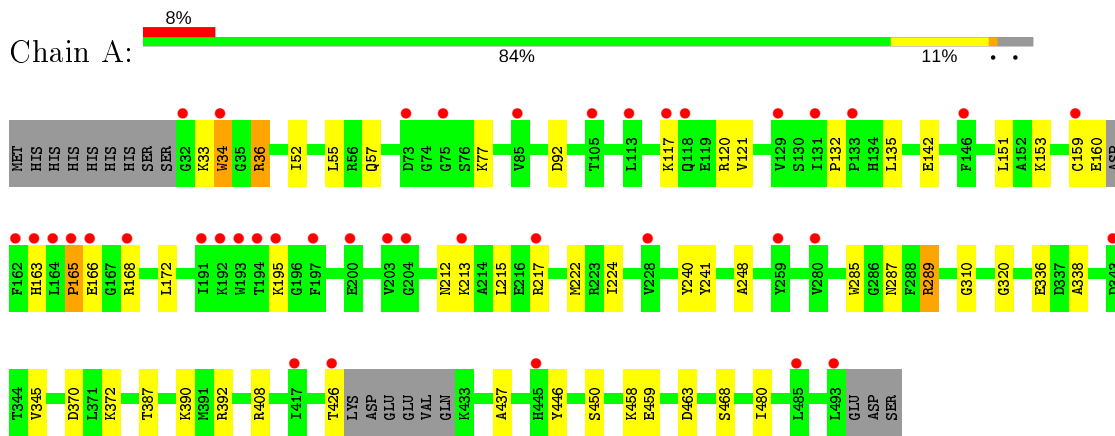 8%
Chain A:
84% 11% • •
MET HIS HIS HIS HIS HIS HIS SER SER G32 K33 W34 G35 R36 I52 L55 R56 Q57 D73 G74 G75 S76 K77 V85 D92 T105 L113 K117 Q118 E119 R120 V121 V129 S130 I131 P132 P133 H134 L135 E142 F146 L151 A152 K153 C159 E160 ASP
F162 H163 L164 P165 E166 G167 R168 L172 I191 K192 W193 T194 K195 G196 F197 E200 V203 G204 N212 K213 A214 L215 E216 R217 M222 R223 I224 V228 Y240 Y241 A248 Y259 V280 W285 G286 N287 F288 R289 G310 G320 E336 D337 A338 D343
T344 V345 D370 L371 K372 T387 K390 M391 R392 R408 I417 T426 LYS ASP GLU GLU VAL GLN K433 A437 H445 Y446 S450 K458 E459 D463 S468 I480 L485 L493 GLU ASP SER